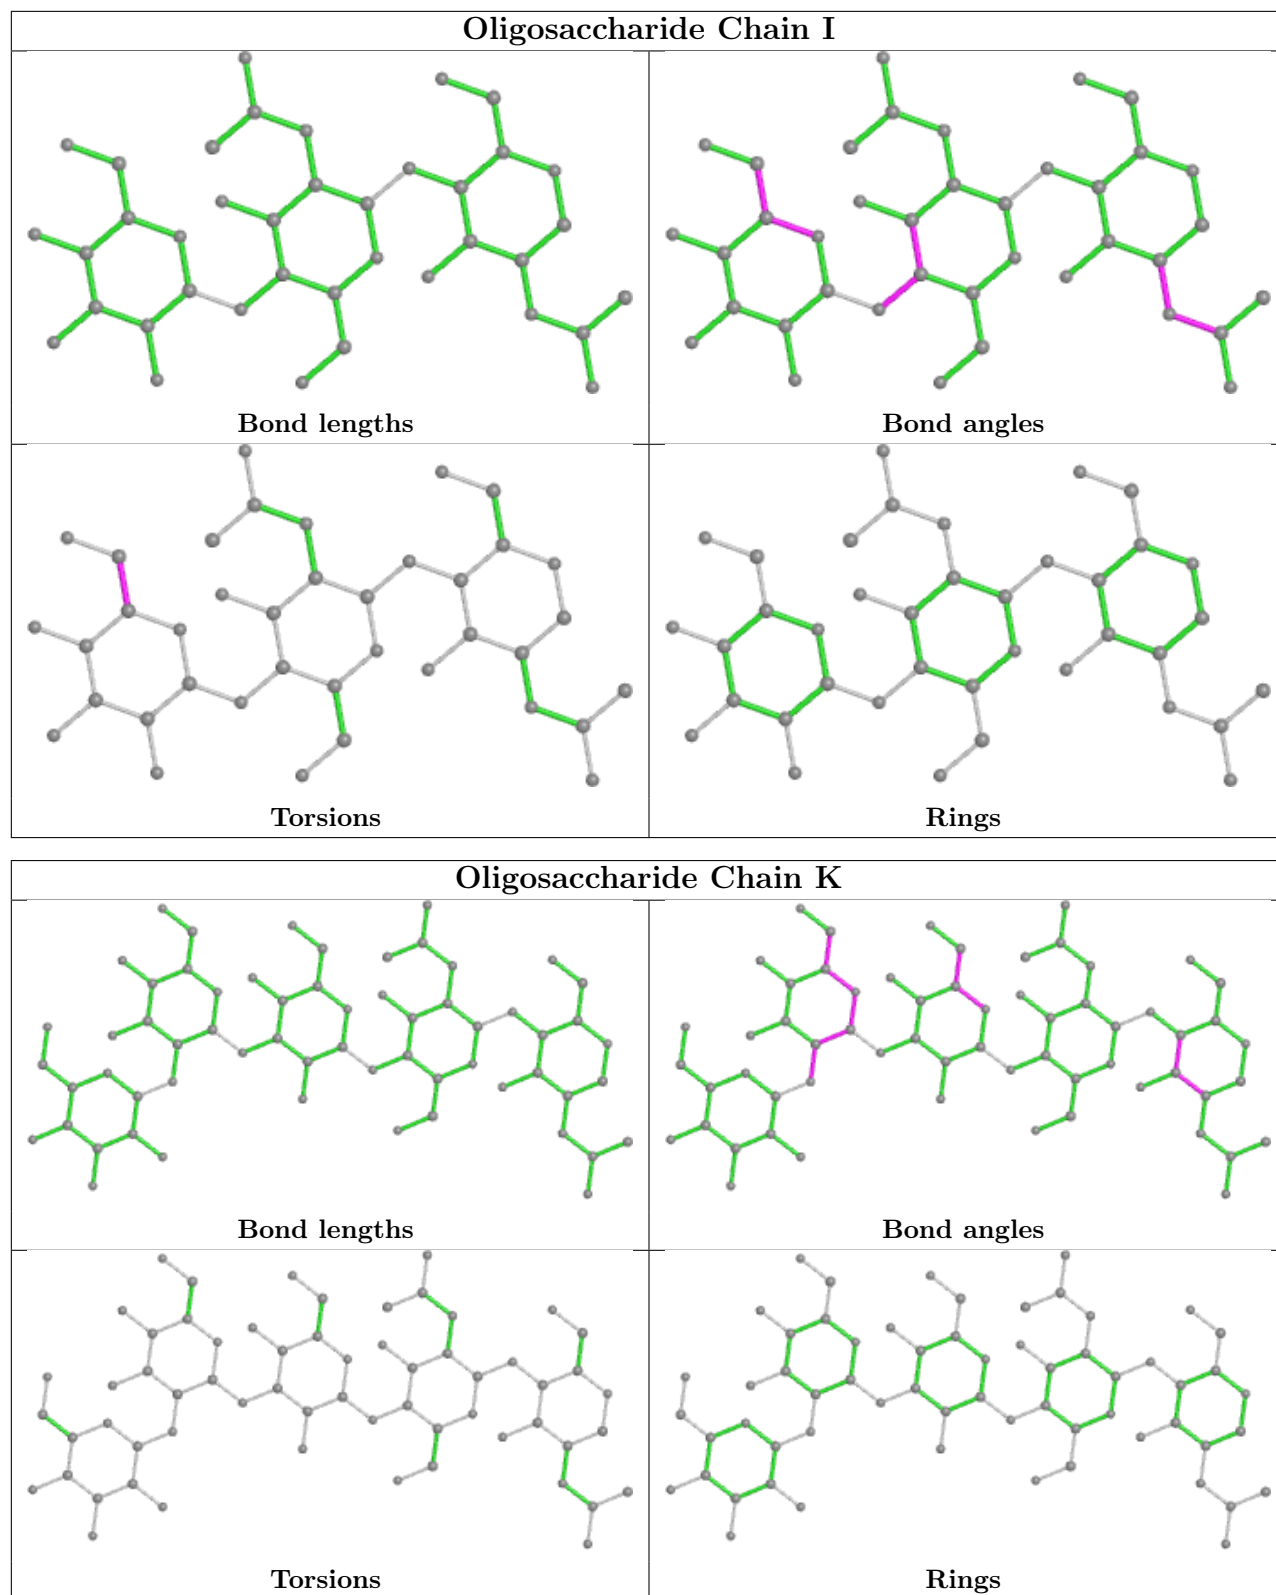 Oligosaccharide Chain I
Bond lengths
Bond angles
Torsions
Rings
Oligosaccharide Chain K
Bond lengths
Bond angles
Torsions
Rings